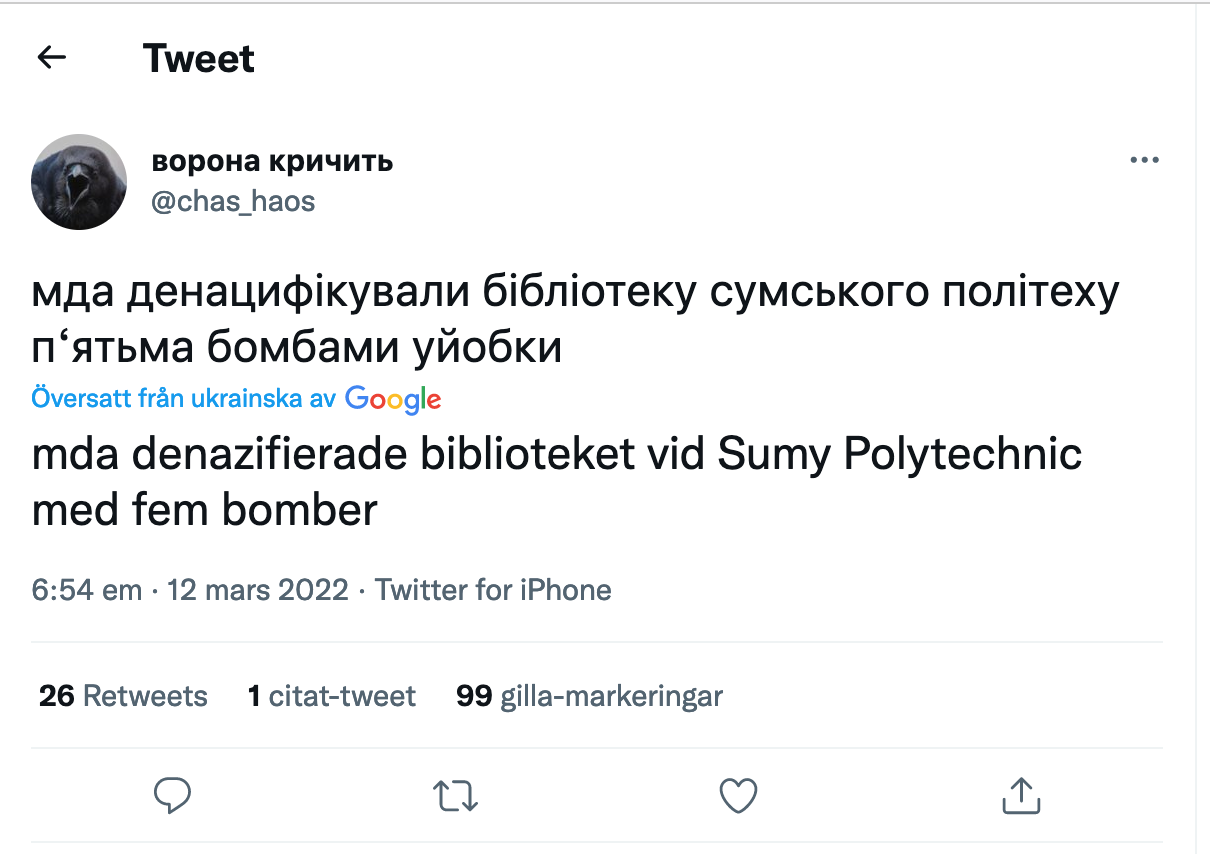 Tweet
ворона кричить
@chas_haos
мда денацифікували бібліотеку сумського політеху
п‘ятьма бомбами уйобки
Översatt från ukrainska av Google
mda denazifierade biblioteket vid Sumy Polytechnic
med fem bomber
6:54 em · 12 mars 2022 · Twitter for iPhone
26 Retweets 1 citat-tweet 99 gilla-markeringar